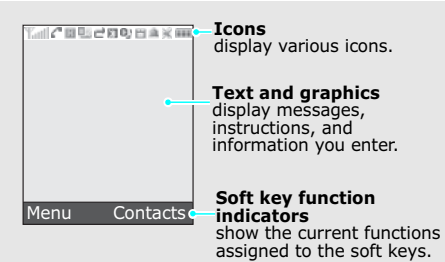 Icons
display various icons.
Text and graphics
display messages,
instructions, and
information you enter.
Soft key function
indicators
show the current functions
assigned to the soft keys.
Menu Contacts